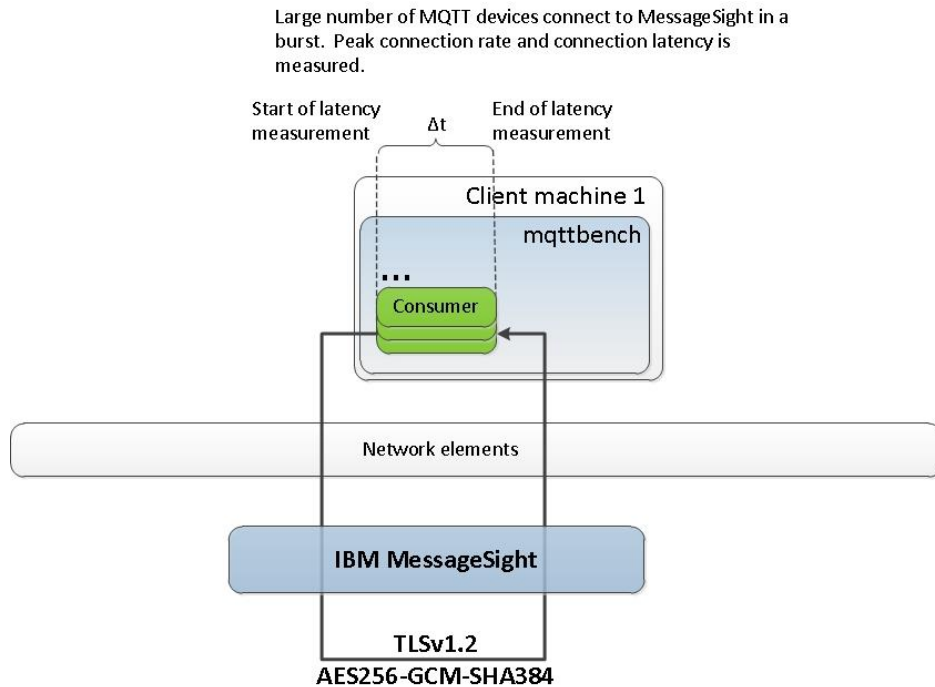 Large number of MQTT devices connect to MessageSight in a
burst.  Peak connection rate and connection latency is
measured.
Start of latency
measurement
Δt
End of latency
measurement
Client machine 1
mqttbench
...
Consumer
Network elements
IBM MessageSight
TLSv1.2
AES256-GCM-SHA384